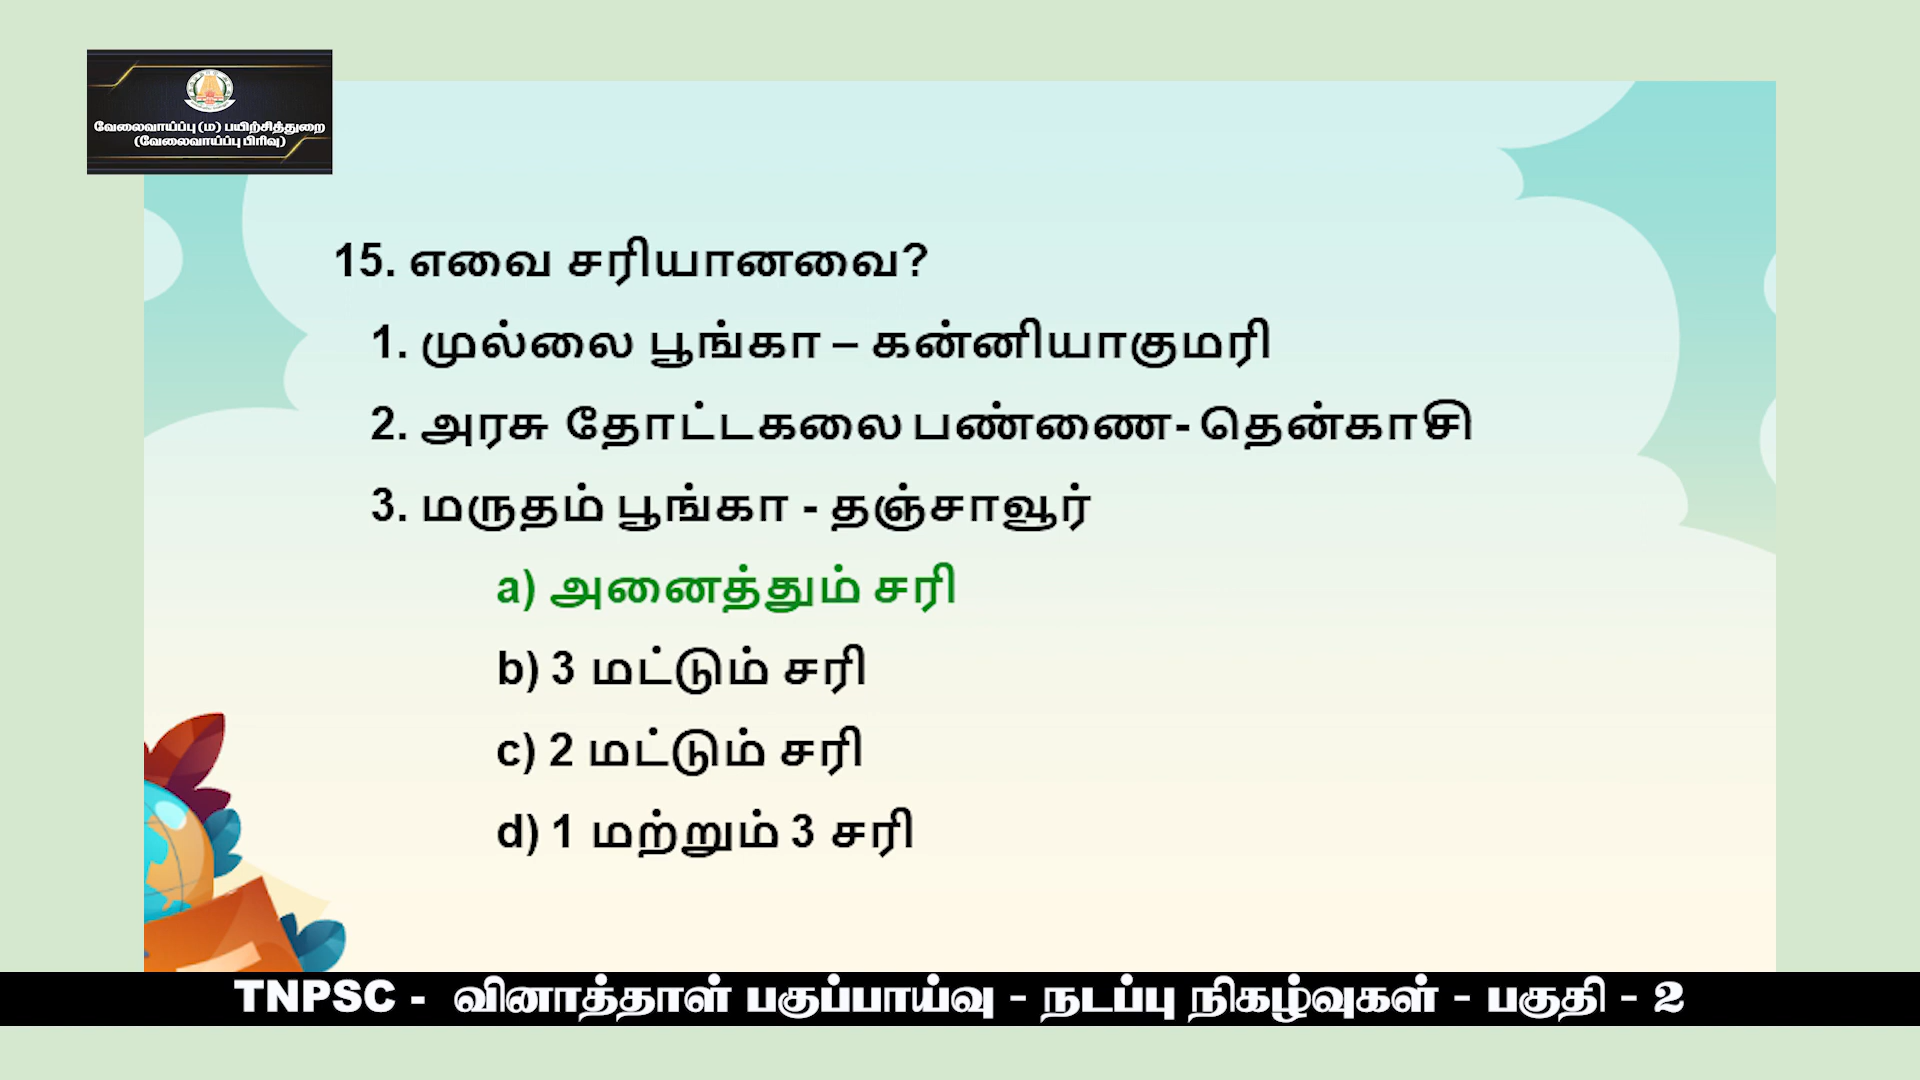 வேலைவாய்ப்பு (ம) பயிற்சித்துறை
(வேலைவாய்ப்பு பிரிவு)
15. எவை சரியானவை?
1. முல்லை பூங்கா – கன்னியாகுமரி
2. அரசு தோட்டகலை பண்ணை- தென்காசி
3. மருதம் பூங்கா - தஞ்சாவூர்
a) அனைத்தும் சரி
b) 3 மட்டும் சரி
c) 2 மட்டும் சரி
d) 1 மற்றும் 3 சரி
TNPSC - வினாத்தாள் பகுப்பாய்வு - நடப்பு நிகழ்வுகள் - பகுதி - 2